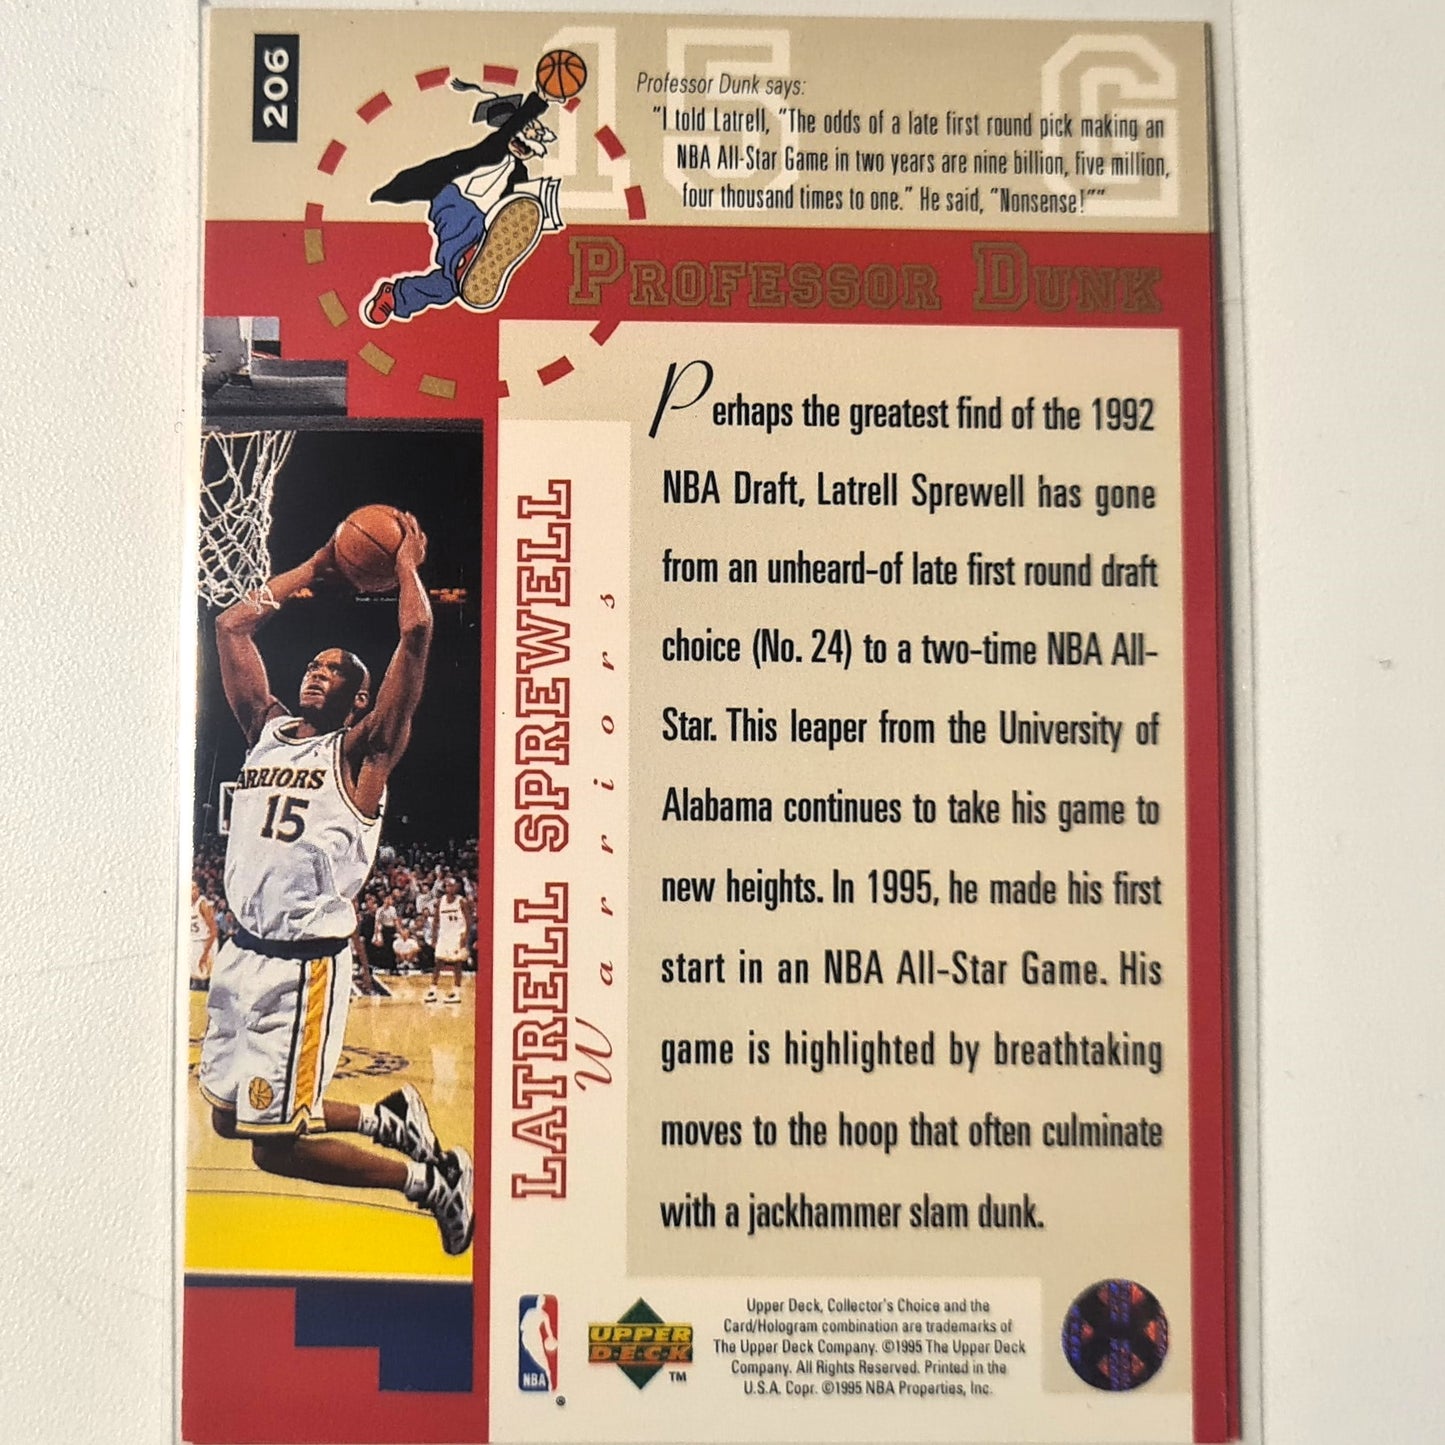 206
15 G
Professor Dunk says:
"I told Latrell, "The odds of a late first round pick making an
NBA All-Star Game in two years are nine billion, five million,
four thousand times to one." He said, "Nonsense!""
PROFESSOR DUNK
Perhaps the greatest find of the 1992
NBA Draft, Latrell Sprewell has gone
from an unheard-of late first round draft
choice (No. 24) to a two-time NBA All-
Star. This leaper from the University of
Alabama continues to take his game to
new heights. In 1995, he made his first
start in an NBA All-Star Game. His
game is highlighted by breathtaking
moves to the hoop that often culminate
with a jackhammer slam dunk.
LATRELL SPREWELL
Warriors
ARRIORS
15
NBA
®
UPPER
DECK
TM
Upper Deck, Collector's Choice and the
Card/Hologram combination are trademarks of
The Upper Deck Company. ©1995 The Upper Deck
Company. All Rights Reserved. Printed in the
U.S.A. Copr. ©1995 NBA Properties, Inc.